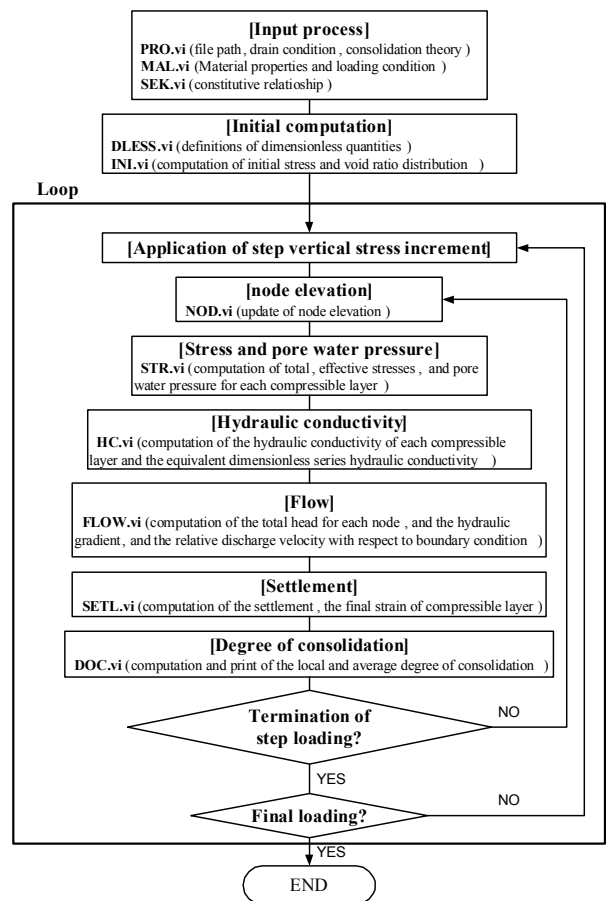 [Input process]
PRO.vi (file path, drain condition, consolidation theory)
MAL.vi (Material properties and loading condition)
SEK.vi (constitutive relatioship)
[Initial computation]
DLESS.vi (definitions of dimensionless quantities)
INI.vi (computation of initial stress and void ratio distribution)
Loop
[Application of step vertical stress increment]
[node elevation]
NOD.vi (update of node elevation)
[Stress and pore water pressure]
STR.vi (computation of total, effective stresses, and pore
water pressure for each compressible layer)
[Hydraulic conductivity]
HC.vi (computation of the hydraulic conductivity of each compressible
layer and the equivalent dimensionless series hydraulic conductivity)
[Flow]
FLOW.vi (computation of the total head for each node, and the hydraulic
gradient, and the relative discharge velocity with respect to boundary condition)
[Settlement]
SETL.vi (computation of the settlement, the final strain of compressible layer)
[Degree of consolidation]
DOC.vi (computation and print of the local and average degree of consolidation)
Termination of
step loading?
NO
YES
Final loading?
NO
YES
END